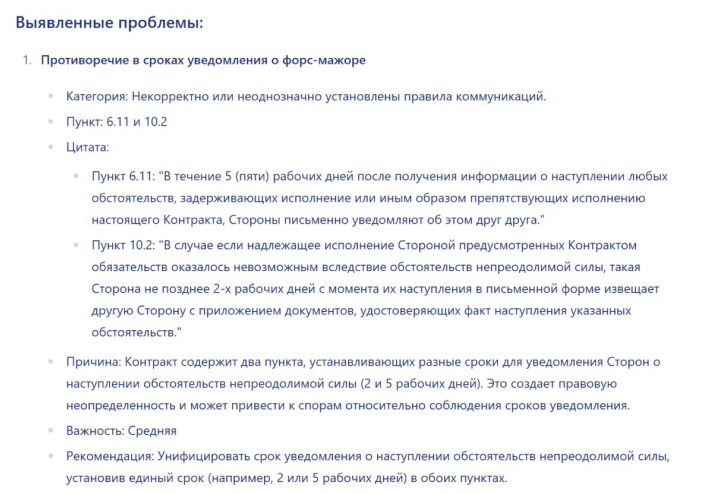 Выявленные проблемы:
1. Противоречие в сроках уведомления о форс-мажоре
Категория: Некорректно или неоднозначно установлены правила коммуникаций.
Пункт: 6.11 и 10.2
Цитата:
Пункт 6.11: "В течение 5 (пяти) рабочих дней после получения информации о наступлении любых
обстоятельств, задерживающих исполнение или иным образом препятствующих исполнению
настоящего Контракта, Стороны письменно уведомляют об этом друг друга."
Пункт 10.2: "В случае если надлежащее исполнение Стороной предусмотренных Контрактом
обязательств оказалось невозможным вследствие обстоятельств непреодолимой силы, такая
Сторона не позднее 2-х рабочих дней с момента их наступления в письменной форме извещает
другую Сторону с приложением документов, удостоверяющих факт наступления указанных
обстоятельств."
Причина: Контракт содержит два пункта, устанавливающих разные сроки для уведомления Сторон о
наступлении обстоятельств непреодолимой силы (2 и 5 рабочих дней). Это создает правовую
неопределенность и может привести к спорам относительно соблюдения сроков уведомления.
Важность: Средняя
Рекомендация: Унифицировать срок уведомления о наступлении обстоятельств непреодолимой силы,
установив единый срок (например, 2 или 5 рабочих дней) в обоих пунктах.